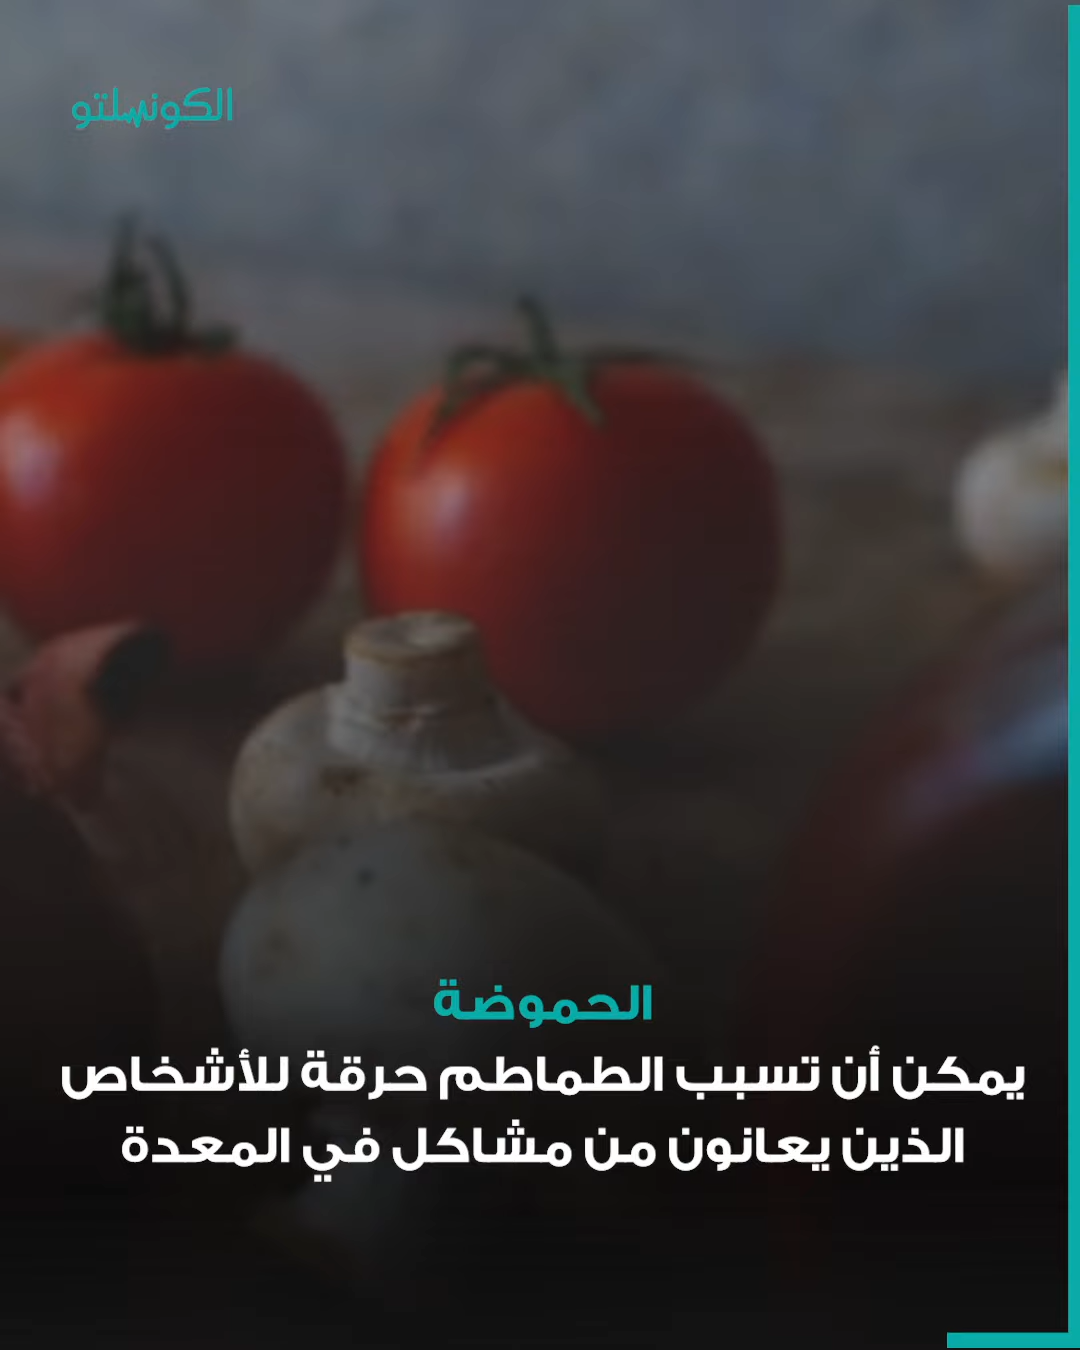 الكونسلتو
الحموضة
يمكن أن تسبب الطماطم حرقة للأشخاص
الذين يعانون من مشاكل في المعدة